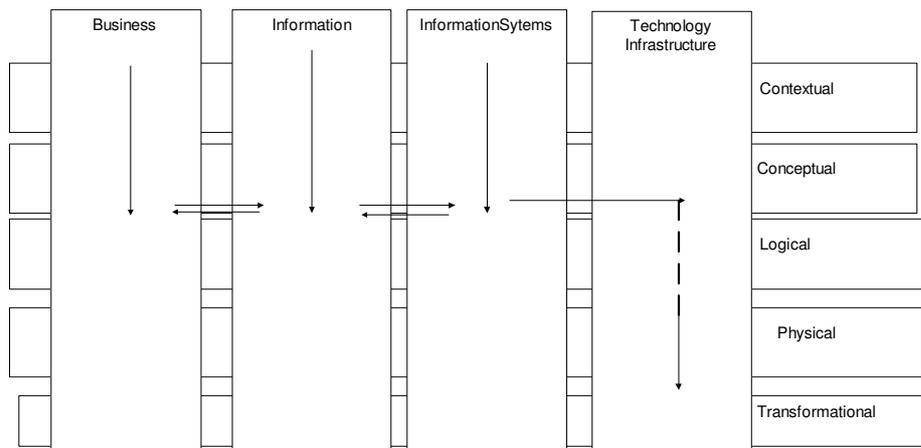 Business
Information
InformationSytems
Technology
Infrastructure
Contextual
Conceptual
Logical
Physical
Transformational